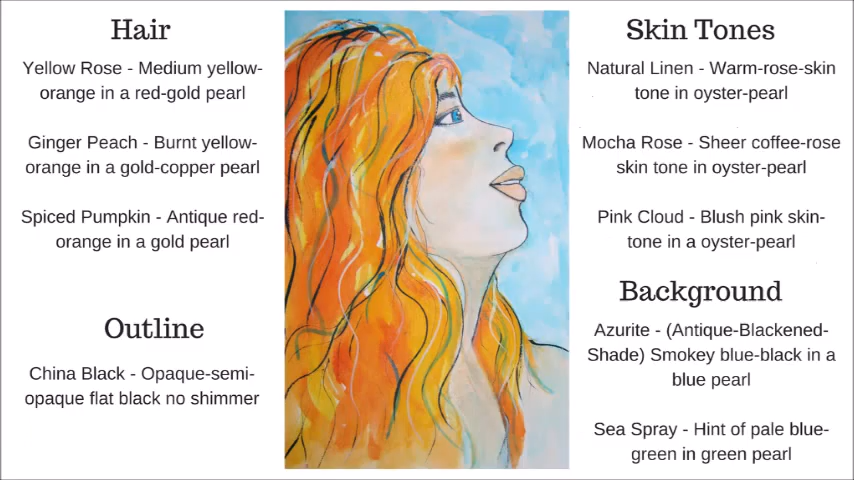 Hair
Yellow Rose - Medium yellow-
orange in a red-gold pearl
Ginger Peach - Burnt yellow-
orange in a gold-copper pearl
Spiced Pumpkin - Antique red-
orange in a gold pearl
Outline
China Black - Opaque-semi-
opaque flat black no shimmer
Skin Tones
Natural Linen - Warm-rose-skin
tone in oyster-pearl
Mocha Rose - Sheer coffee-rose
skin tone in oyster-pearl
Pink Cloud - Blush pink skin-
tone in a oyster-pearl
Background
Azurite - (Antique-Blackened-
Shade) Smokey blue-black in a
blue pearl
Sea Spray - Hint of pale blue-
green in green pearl